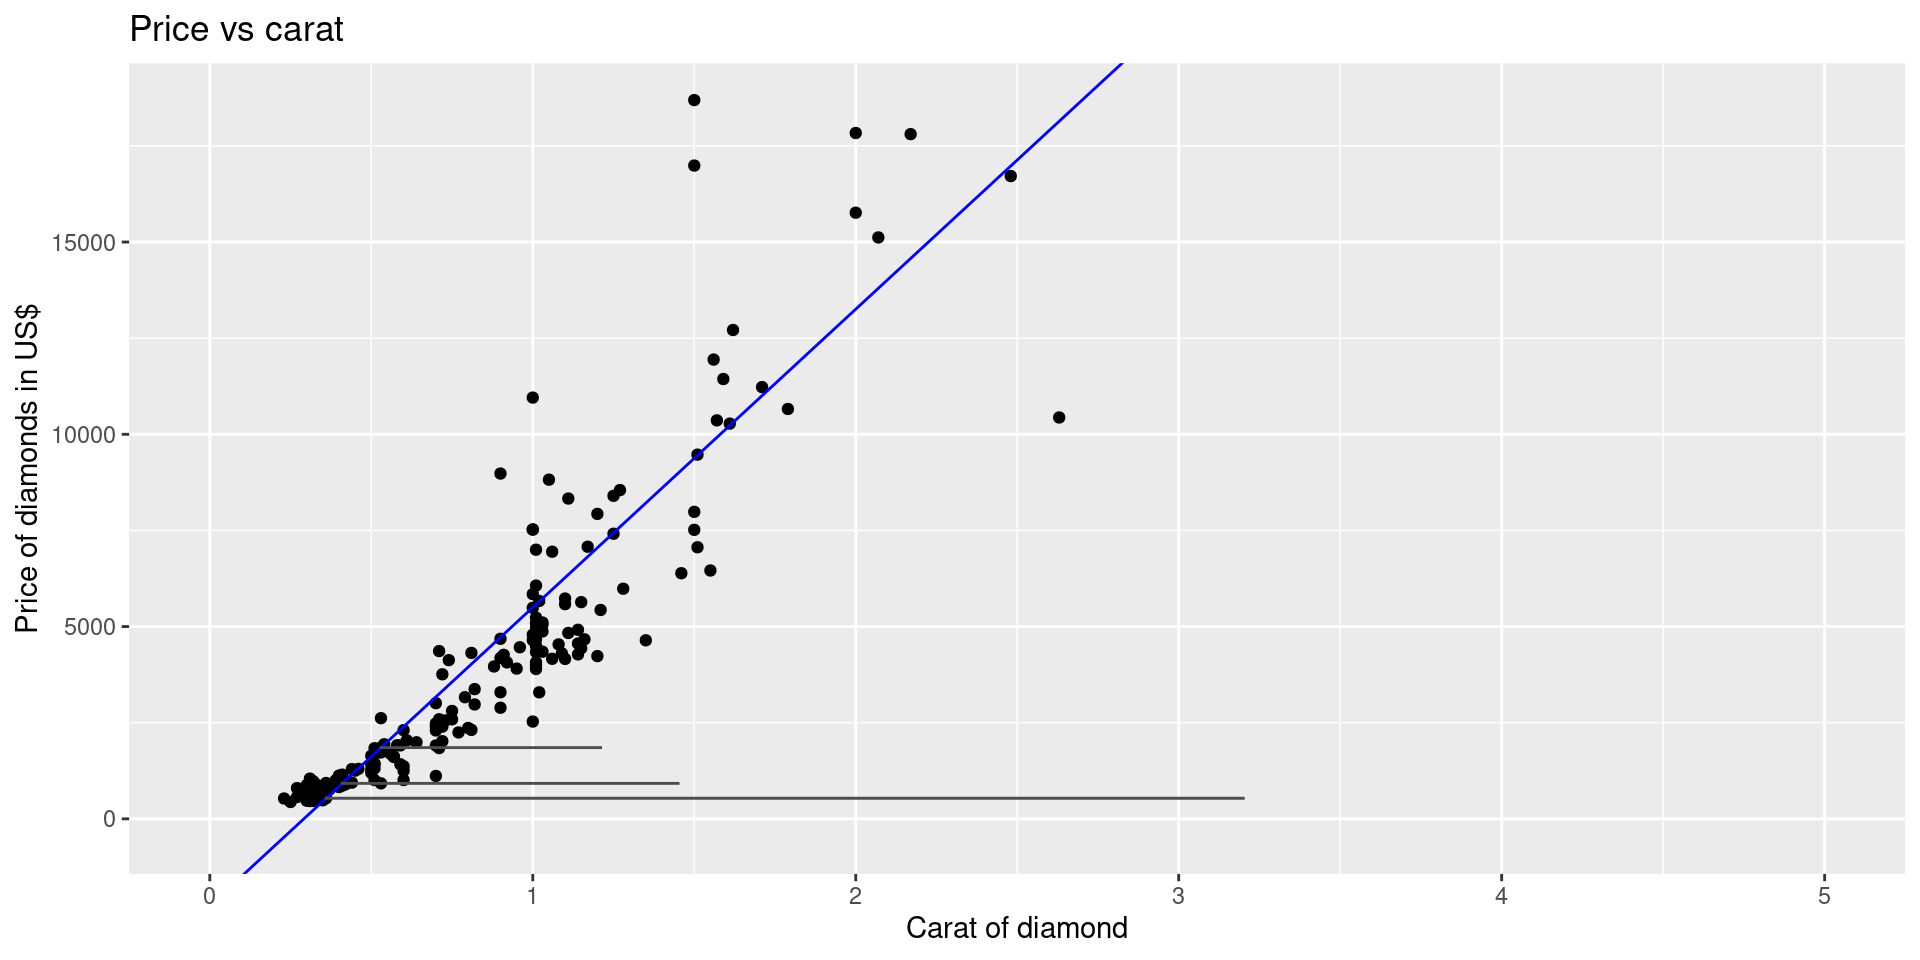 Price vs carat
Price of diamonds in US$
15000
10000
5000
0
0 1 2 3 4 5
Carat of diamond